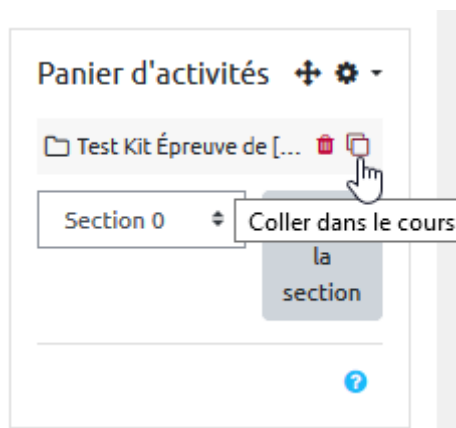 Panier d'activités
Test Kit Épreuve de [...
Section 0
Coller dans le cours
la
section
?